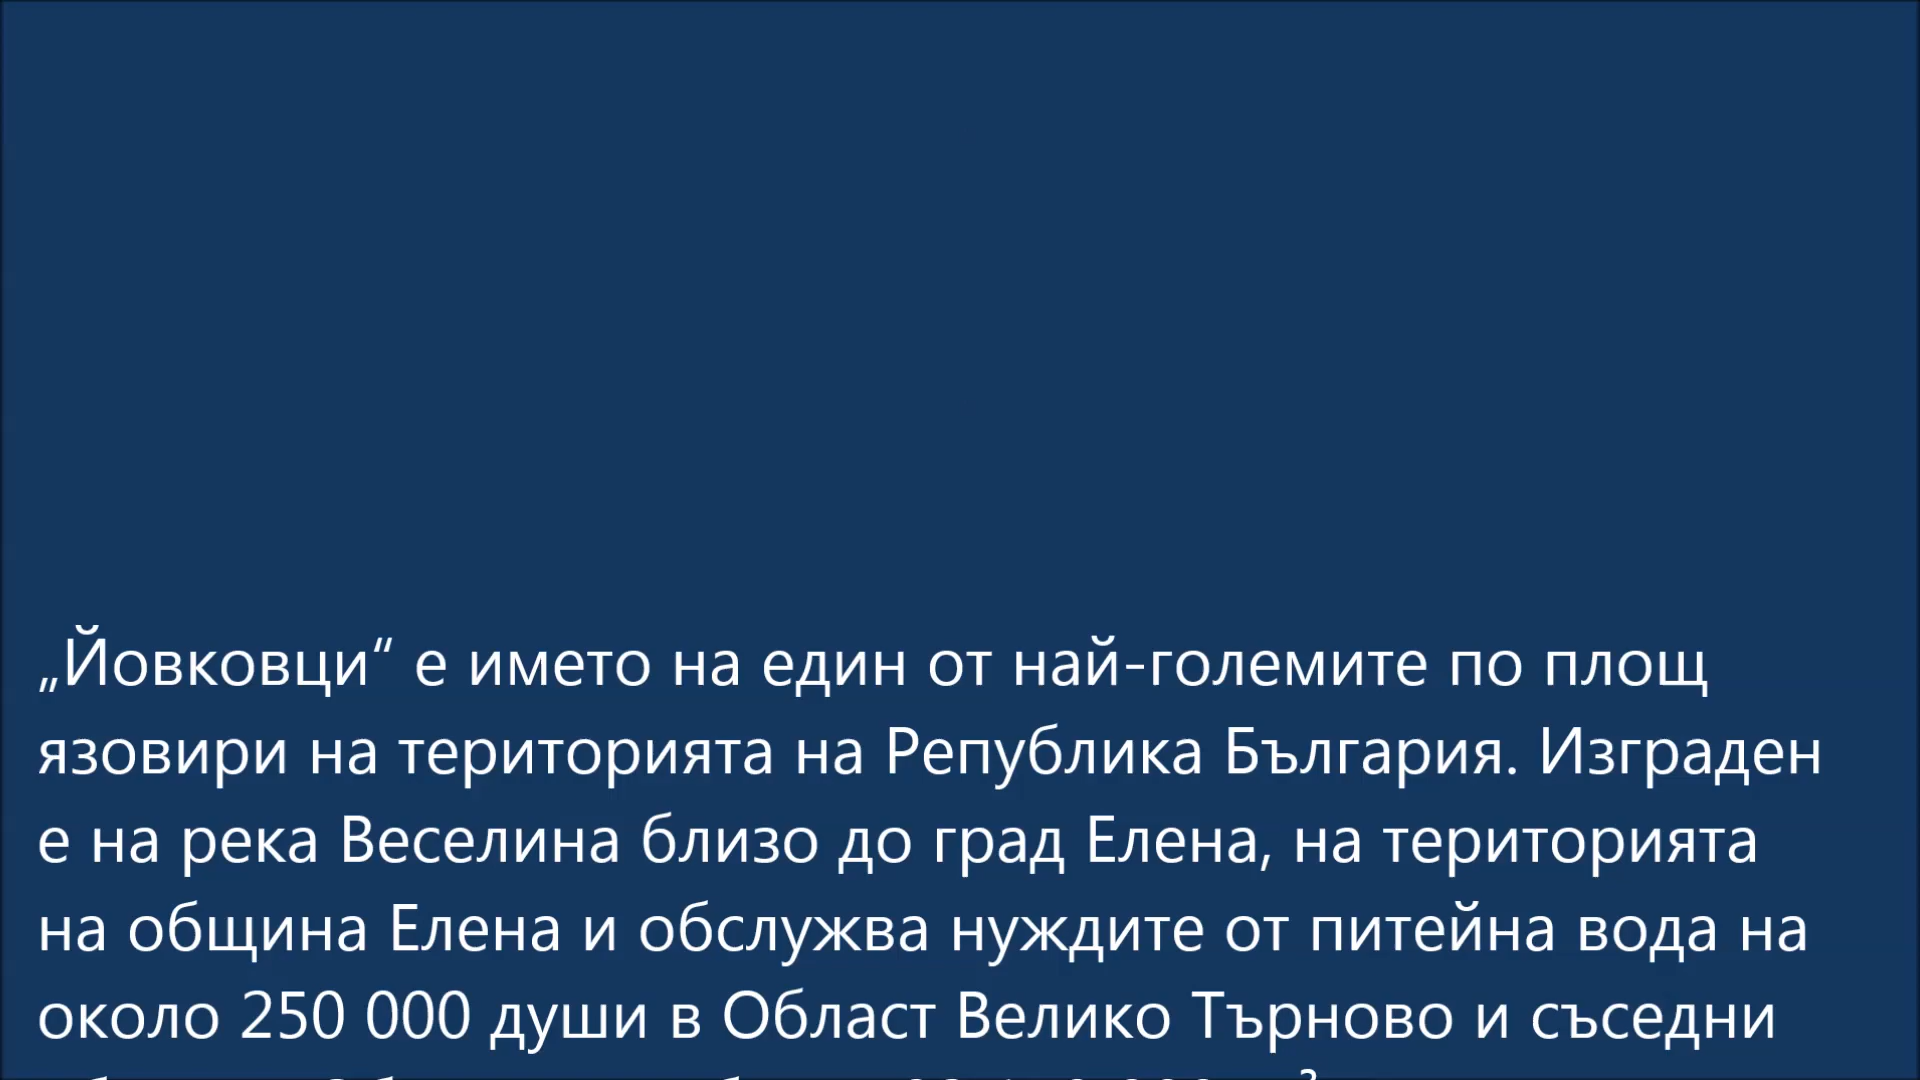 „Йовковци“ е името на един от най-големите по площ
язовири на територията на Република България. Изграден
е на река Веселина близо до град Елена, на територията
на община Елена и обслужва нуждите от питейна вода на
около 250 000 души в Област Велико Търново и съседни